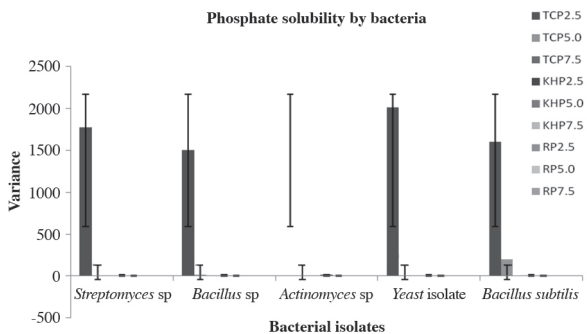 Phosphate solubility by bacteria
TCP2.5
TCP5.0
TCP7.5
KHP2.5
KHP5.0
KHP7.5
RP2.5
RP5.0
RP7.5
Variance
2500
2000
1500
1000
500
0
-500
Streptomyces sp Bacillus sp Actinomyces sp Yeast isolate Bacillus subtilis
Bacterial isolates